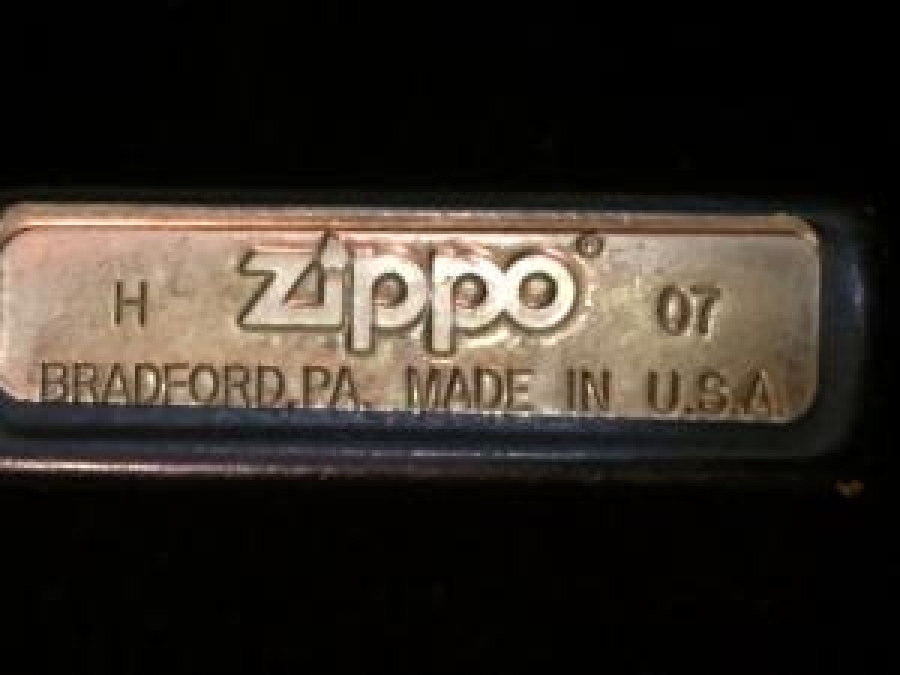 H zippo® 07
BRADFORD,PA. MADE IN U.S.A.